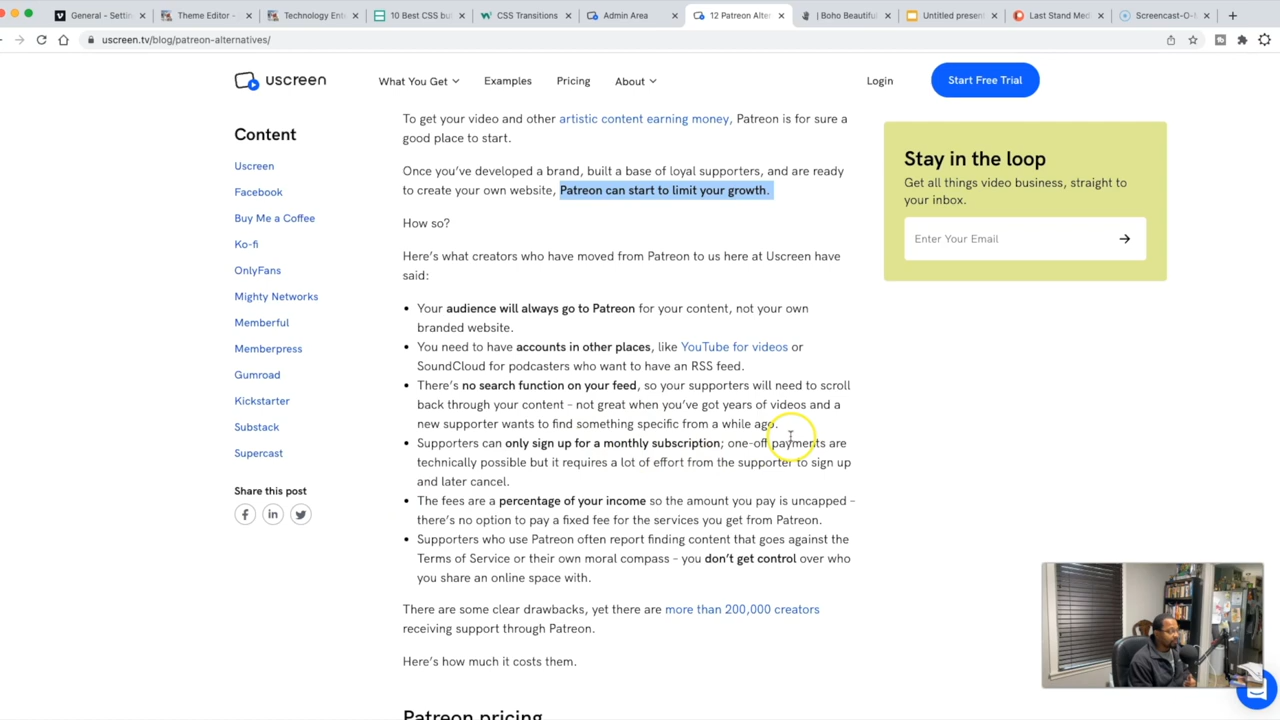 General - Settin
Theme Editor -
Technology Ente
10 Best CSS bu
CSS Transitions
Admin Area
12 Patreon Alter
| Boho Beautiful
Untitled present
Last Stand Med
Screencast-O-M
uscreen.tv/blog/patreon-alternatives/
uscreen
What You Get
Examples
Pricing
About
Login
Start Free Trial
Content
Uscreen
Facebook
Buy Me a Coffee
Ko-fi
OnlyFans
Mighty Networks
Memberful
Memberpress
Gumroad
Kickstarter
Substack
Supercast
Share this post
To get your video and other artistic content earning money, Patreon is for sure a
good place to start.
Once you've developed a brand, built a base of loyal supporters, and are ready
to create your own website, Patreon can start to limit your growth.
How so?
Here's what creators who have moved from Patreon to us here at Uscreen have
said:
• Your audience will always go to Patreon for your content, not your own
branded website.
• You need to have accounts in other places, like YouTube for videos or
SoundCloud for podcasters who want to have an RSS feed.
• There's no search function on your feed, so your supporters will need to scroll
back through your content – not great when you've got years of videos and a
new supporter wants to find something specific from a while ago.
• Supporters can only sign up for a monthly subscription; one-off payments are
technically possible but it requires a lot of effort from the supporter to sign up
and later cancel.
• The fees are a percentage of your income so the amount you pay is uncapped –
there's no option to pay a fixed fee for the services you get from Patreon.
• Supporters who use Patreon often report finding content that goes against the
Terms of Service or their own moral compass – you don't get control over who
you share an online space with.
There are some clear drawbacks, yet there are more than 200,000 creators
receiving support through Patreon.
Here's how much it costs them.
Patreon pricing
Stay in the loop
Get all things video business, straight to
your inbox.
Enter Your Email